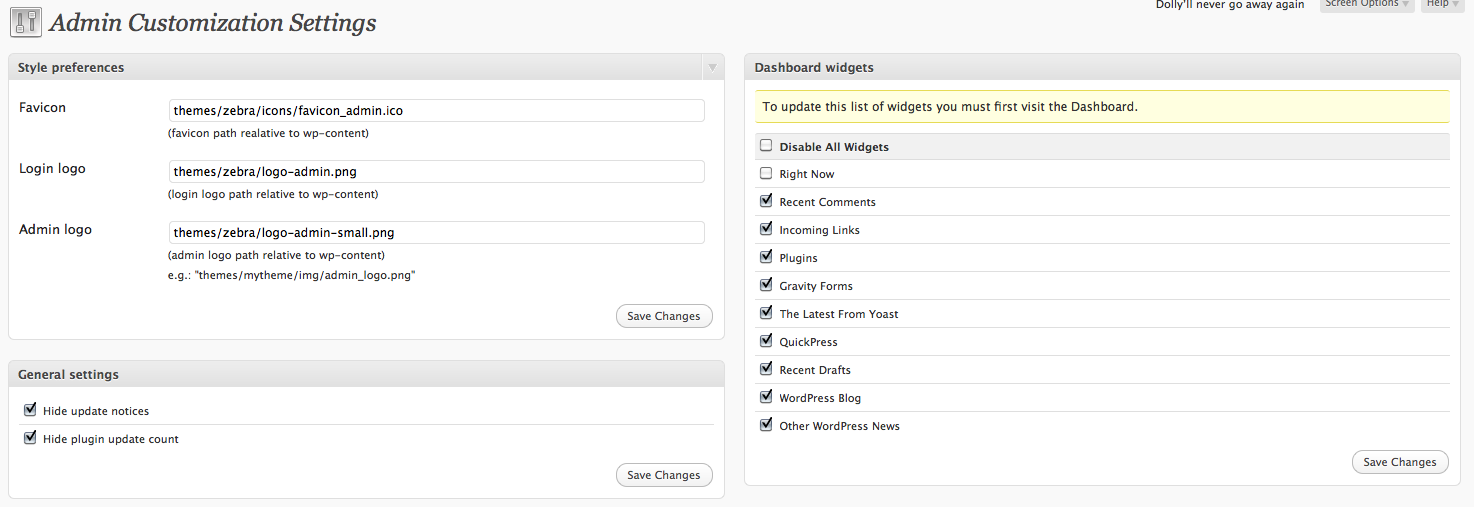 Dolly'll never go away again
Screen Options
Help
Admin Customization Settings
Style preferences
Favicon
themes/zebra/icons/favicon_admin.ico
(favicon path realative to wp-content)
Login logo
themes/zebra/logo-admin.png
(login logo path relative to wp-content)
Admin logo
themes/zebra/logo-admin-small.png
(admin logo path relative to wp-content)
e.g.: "themes/mytheme/img/admin_logo.png"
Save Changes
General settings
Hide update notices
Hide plugin update count
Save Changes
Dashboard widgets
To update this list of widgets you must first visit the Dashboard.
Disable All Widgets
Right Now
Recent Comments
Incoming Links
Plugins
Gravity Forms
The Latest From Yoast
QuickPress
Recent Drafts
WordPress Blog
Other WordPress News
Save Changes